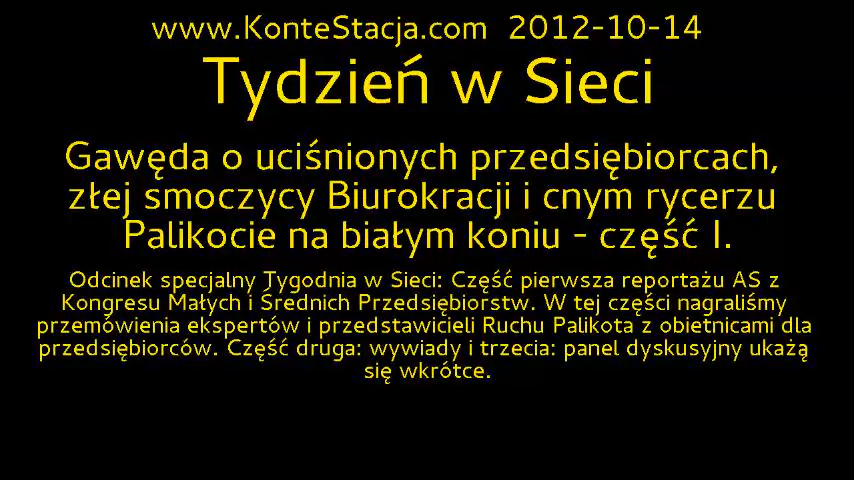 www.KonteStacja.com 2012-10-14
Tydzień w Sieci
Gawęda o uciśnionych przedsiębiorcach,
złej smoczycy Biurokracji i cnym rycerzu
Palikocie na białym koniu - część I.
Odcinek specjalny Tygodnia w Sieci: Część pierwsza reportażu AS z
Kongresu Małych i Średnich Przedsiębiorstw. W tej części nagraliśmy
przemówienia ekspertów i przedstawicieli Ruchu Palikota z obietnicami dla
przedsiębiorców. Część druga: wywiady i trzecia: panel dyskusyjny ukażą
się wkrótce.